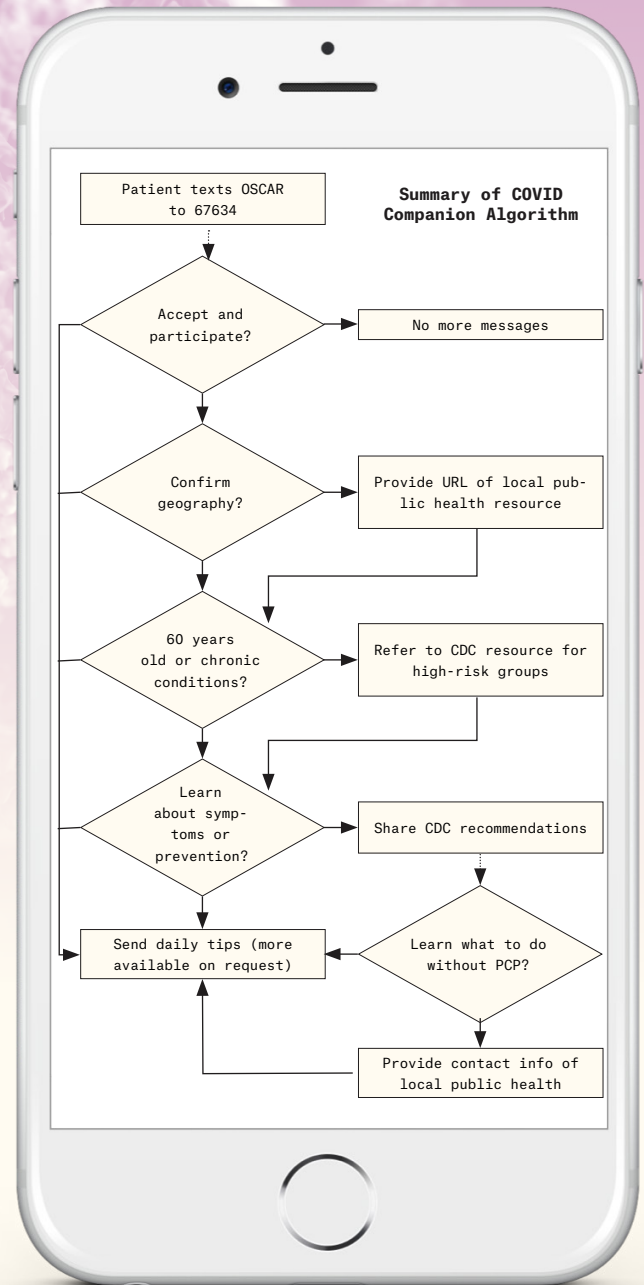 Patient texts OSCAR
to 67634
Summary of COVID
Companion Algorithm
Accept and
participate?
No more messages
Confirm
geography?
Provide URL of local pub-
lic health resource
60 years
old or chronic
conditions?
Refer to CDC resource for
high-risk groups
Learn
about symp-
toms or
prevention?
Share CDC recommendations
Send daily tips (more
available on request)
Learn what to do
without PCP?
Provide contact info of
local public health